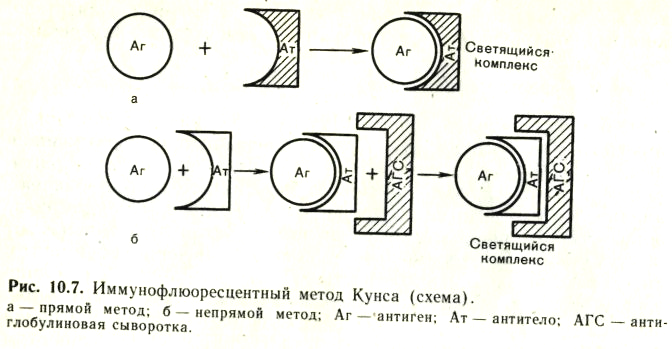 Аг + Ат Аг Ат Светящийся
комплекс
а
Аг + Ат Аг Ат + АГС Аг Ат АГС
б
Светящийся
комплекс
Рис. 10.7. Иммунофлюоресцентный метод Кунса (схема).
а — прямой метод; б — непрямой метод; Аг — антиген; Ат — антитело; АГС — анти-
глобулиновая сыворотка.